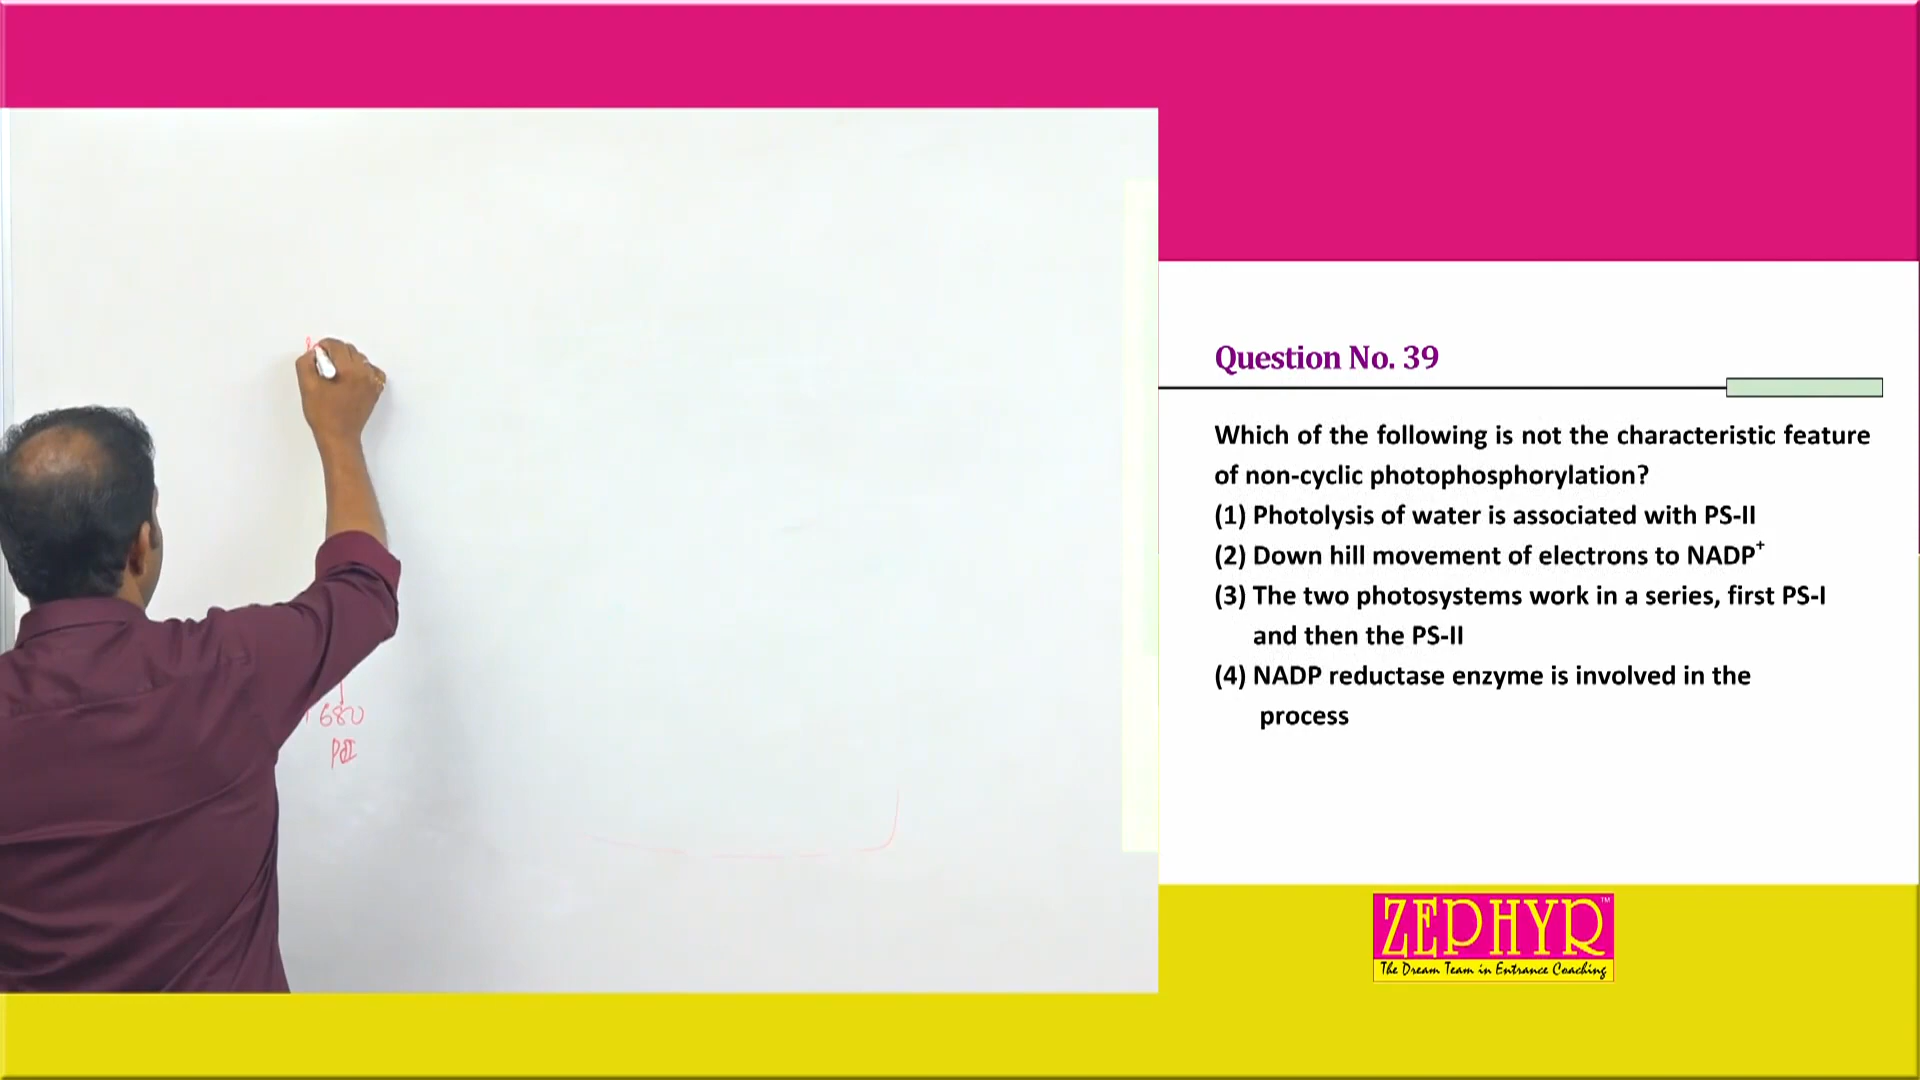 680
PSII
Question No. 39
Which of the following is not the characteristic feature
of non-cyclic photophosphorylation?
(1) Photolysis of water is associated with PS-II
(2) Down hill movement of electrons to NADP⁺
(3) The two photosystems work in a series, first PS-I
and then the PS-II
(4) NADP reductase enzyme is involved in the
process
ZEPHYR™
The Dream Team in Entrance Coaching